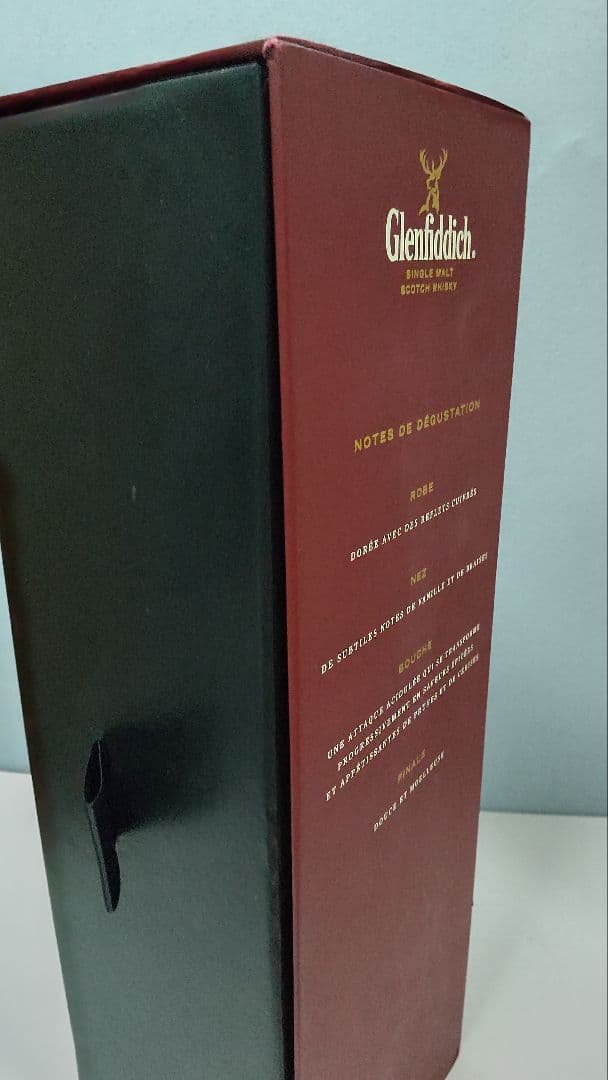 Glenfiddich.
SINGLE MALT
SCOTCH WHISKY
NOTES DE DÉGUSTATION
ROBE
DORÉE AVEC DES REFLETS CUIVRÉS
NEZ
DE SUBTILES NOTES DE VANILLE ET DE BRAISES
BOUCHE
UNE ATTAQUE ACIDULÉE QUI SE TRANSFORME
PROGRESSIVEMENT EN SAVEURS ÉPICÉES
ET APPÉTISSANTES DE POIVRES ET DE CERISES
FINALE
DOUCE ET MOELLEUSE